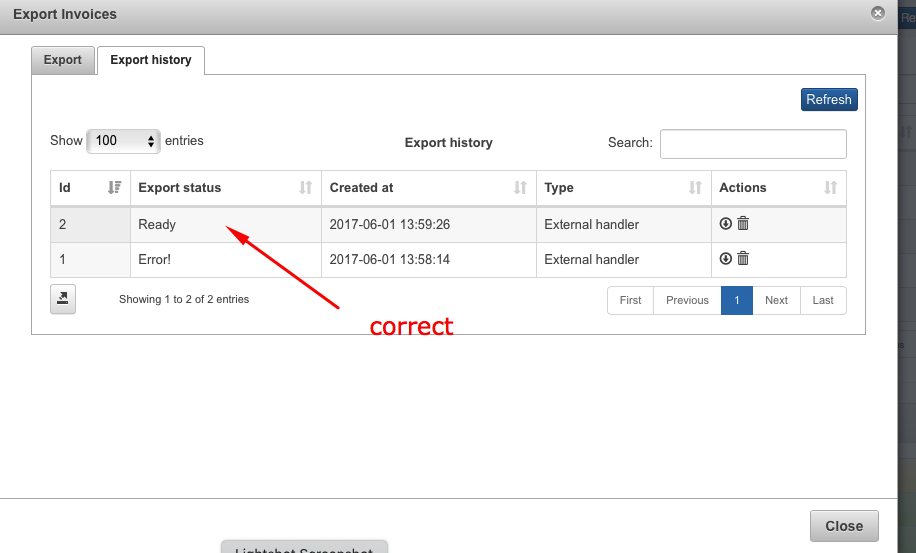 Export Invoices
Re
Export Export history
Refresh
Show 100 entries Export history Search:
Id Export status Created at Type Actions
2 Ready 2017-06-01 13:59:26 External handler
1 Error! 2017-06-01 13:58:14 External handler
Showing 1 to 2 of 2 entries First Previous 1 Next Last
correct
Close
Lightshot Screenshot